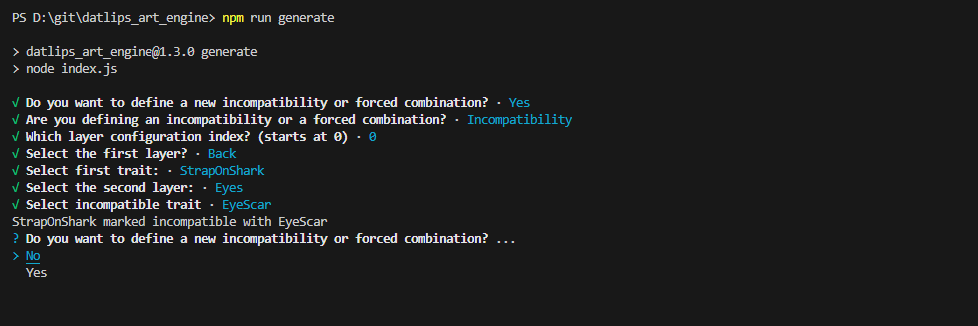 PS D:\git\datlips_art_engine> npm run generate
> datlips_art_engine@1.3.0 generate
> node index.js
√ Do you want to define a new incompatibility or forced combination? · Yes
√ Are you defining an incompatibility or a forced combination? · Incompatibility
√ Which layer configuration index? (starts at 0) · 0
√ Select the first layer? · Back
√ Select first trait: · StrapOnShark
√ Select the second layer: · Eyes
√ Select incompatible trait · EyeScar
StrapOnShark marked incompatible with EyeScar
? Do you want to define a new incompatibility or forced combination? ...
> No
Yes